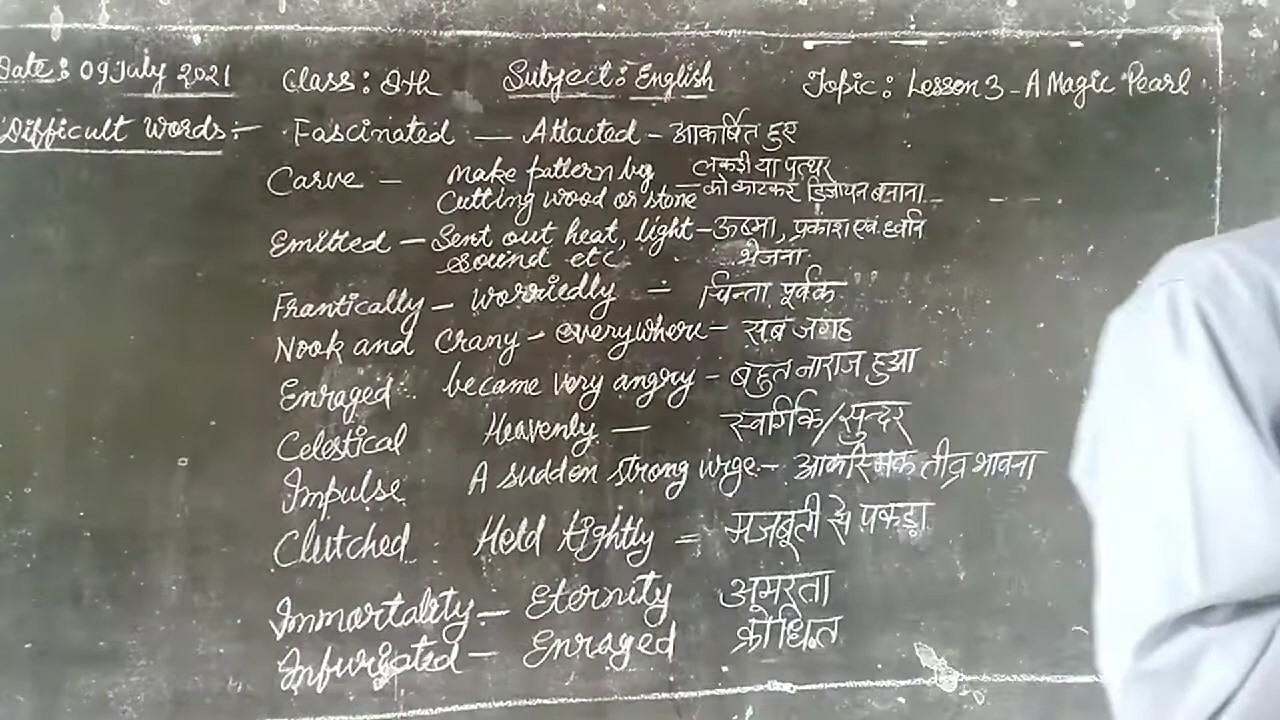 Date: 09 July 2021 Class: 8th Subject: English Topic: Lesson 3 - A Magic Pearl
Difficult Words:- Fascinated — Attacted - आकर्षित हुए
Carve - make pattern by लकडी या पत्थर
Cutting wood or stone - को काटकर डिजायन बनाना
Emitted - Sent out heat, light - ऊष्मा, प्रकाश एवं ध्वनि
sound etc भेजना
Frantically - worriedly - चिन्ता पूर्वक
Nook and Crany - everywhere - सब जगह
Enraged : became very angry - बहुत नाराज हुआ
Celestical Heavenly — स्वर्गिक/सुन्दर
Impulse A sudden strong urge - आकस्मिक तीव्र भावना
Clutched Held tightly = मजबूती से पकड़ा
Immortality - Eternity अमरता
Infuriated - Enraged क्रोधित